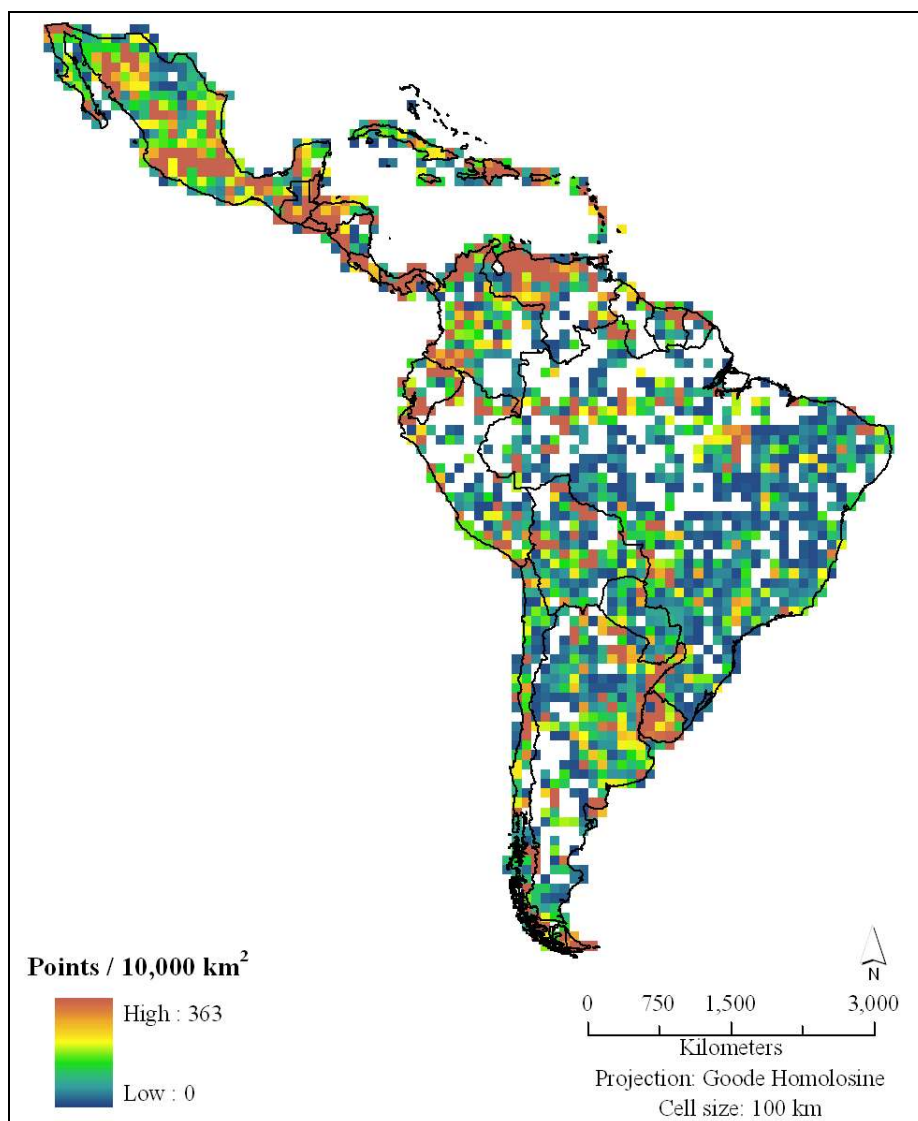 Points / 10,000 km²
High : 363
Low : 0
N
0 750 1,500 3,000
Kilometers
Projection: Goode Homolosine
Cell size: 100 km